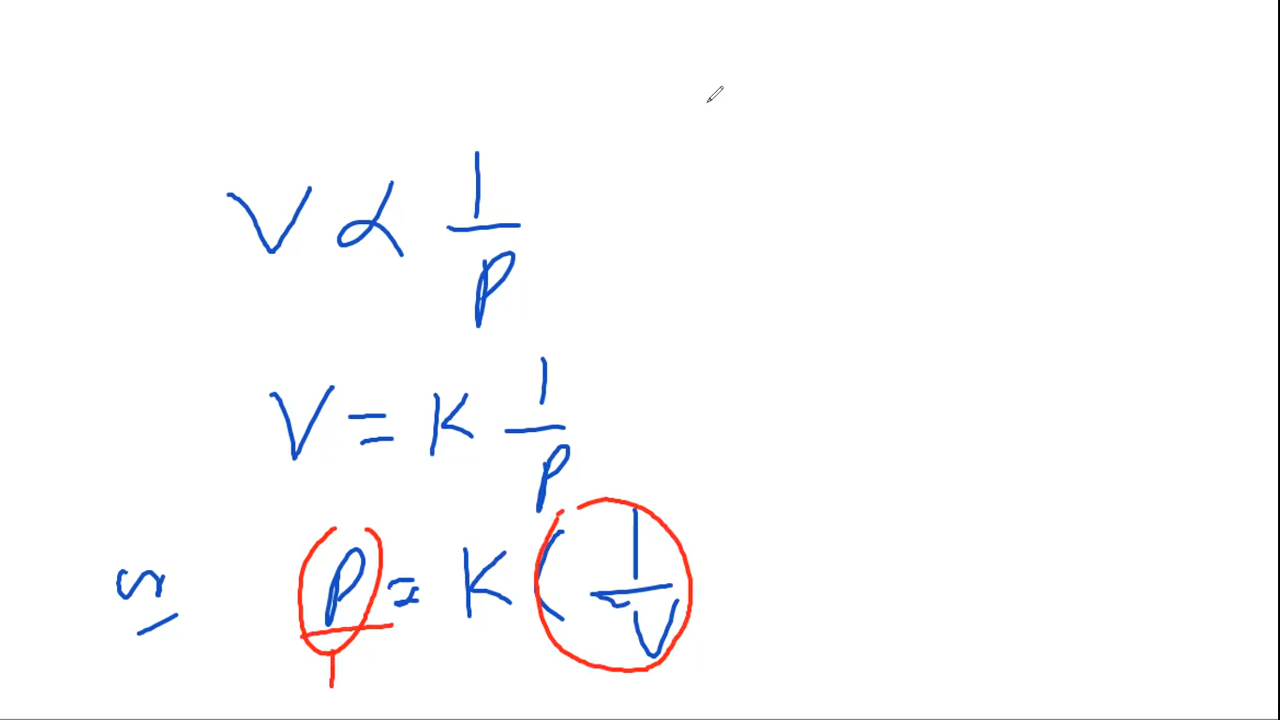 V ∝ 1/P
V = K 1/P
or P = K ( 1/V